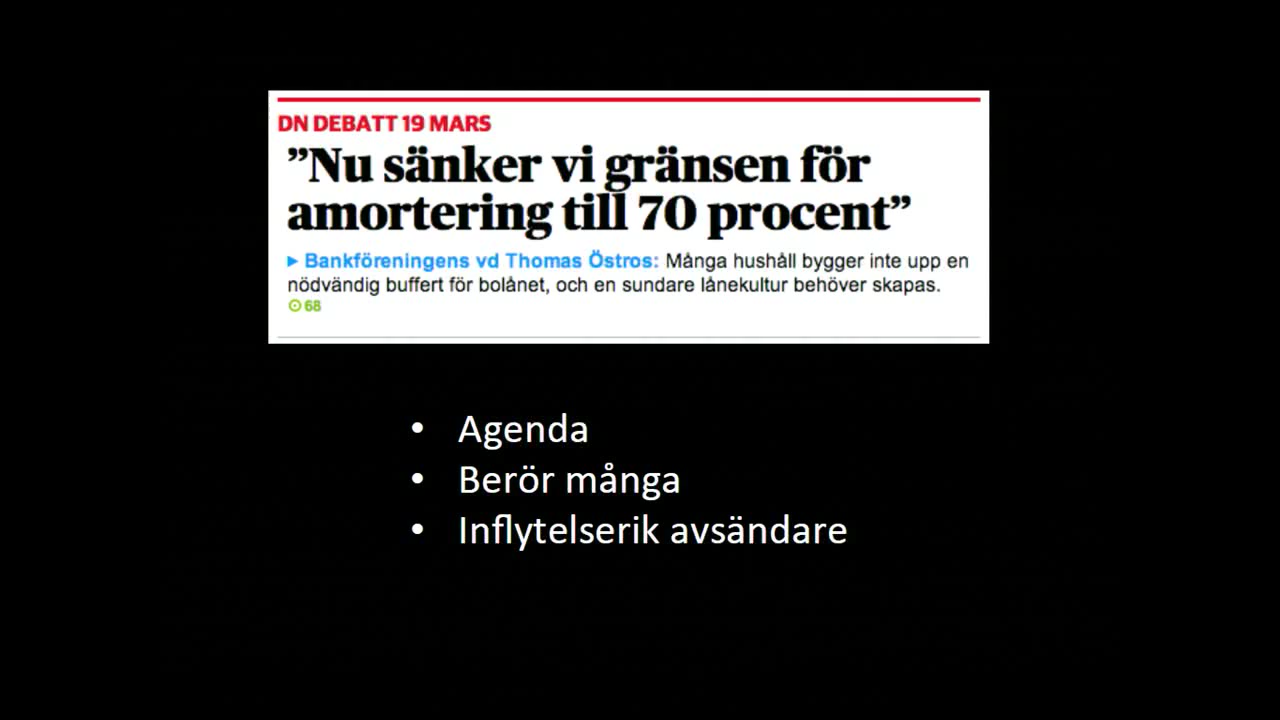 DN DEBATT 19 MARS
”Nu sänker vi gränsen för
amortering till 70 procent”
▶ Bankföreningens vd Thomas Östros: Många hushåll bygger inte upp en
nödvändig buffert för bolånet, och en sundare lånekultur behöver skapas.
68
• Agenda
• Berör många
• Inflytelserik avsändare